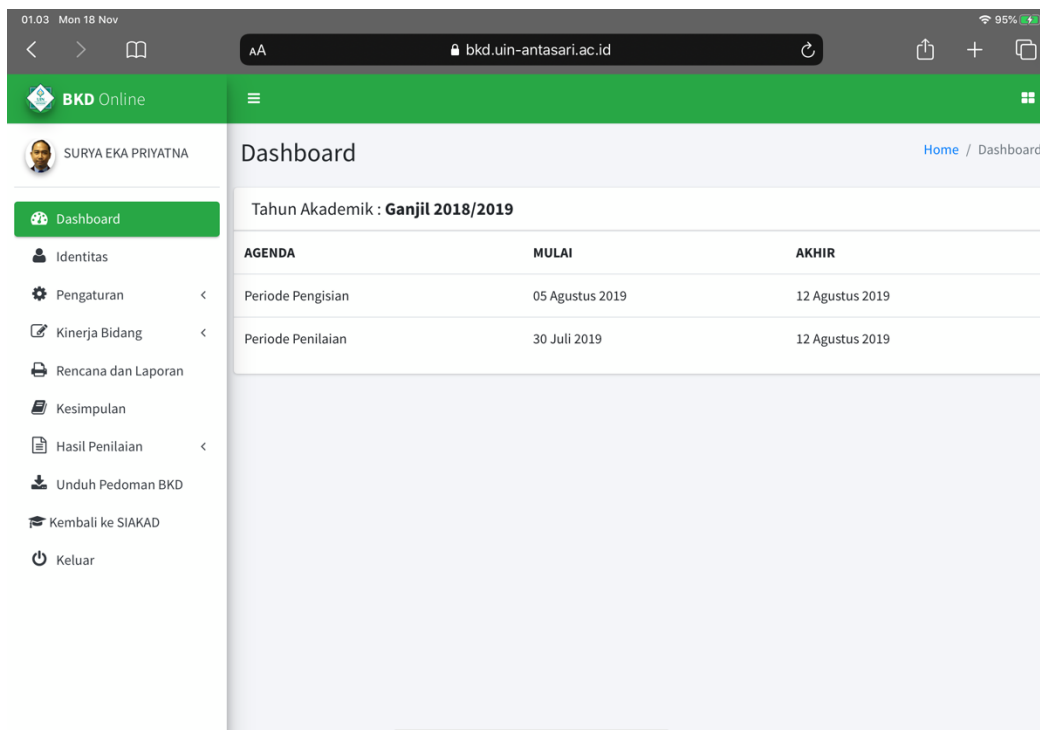 01.03 Mon 18 Nov
95%
AA
bkd.uin-antasari.ac.id
BKD Online
SURYA EKA PRIYATNA
Dashboard
Identitas
Pengaturan
Kinerja Bidang
Rencana dan Laporan
Kesimpulan
Hasil Penilaian
Unduh Pedoman BKD
Kembali ke SIAKAD
Keluar
Dashboard
Home / Dashboard
Tahun Akademik : Ganjil 2018/2019
AGENDA MULAI AKHIR
Periode Pengisian 05 Agustus 2019 12 Agustus 2019
Periode Penilaian 30 Juli 2019 12 Agustus 2019